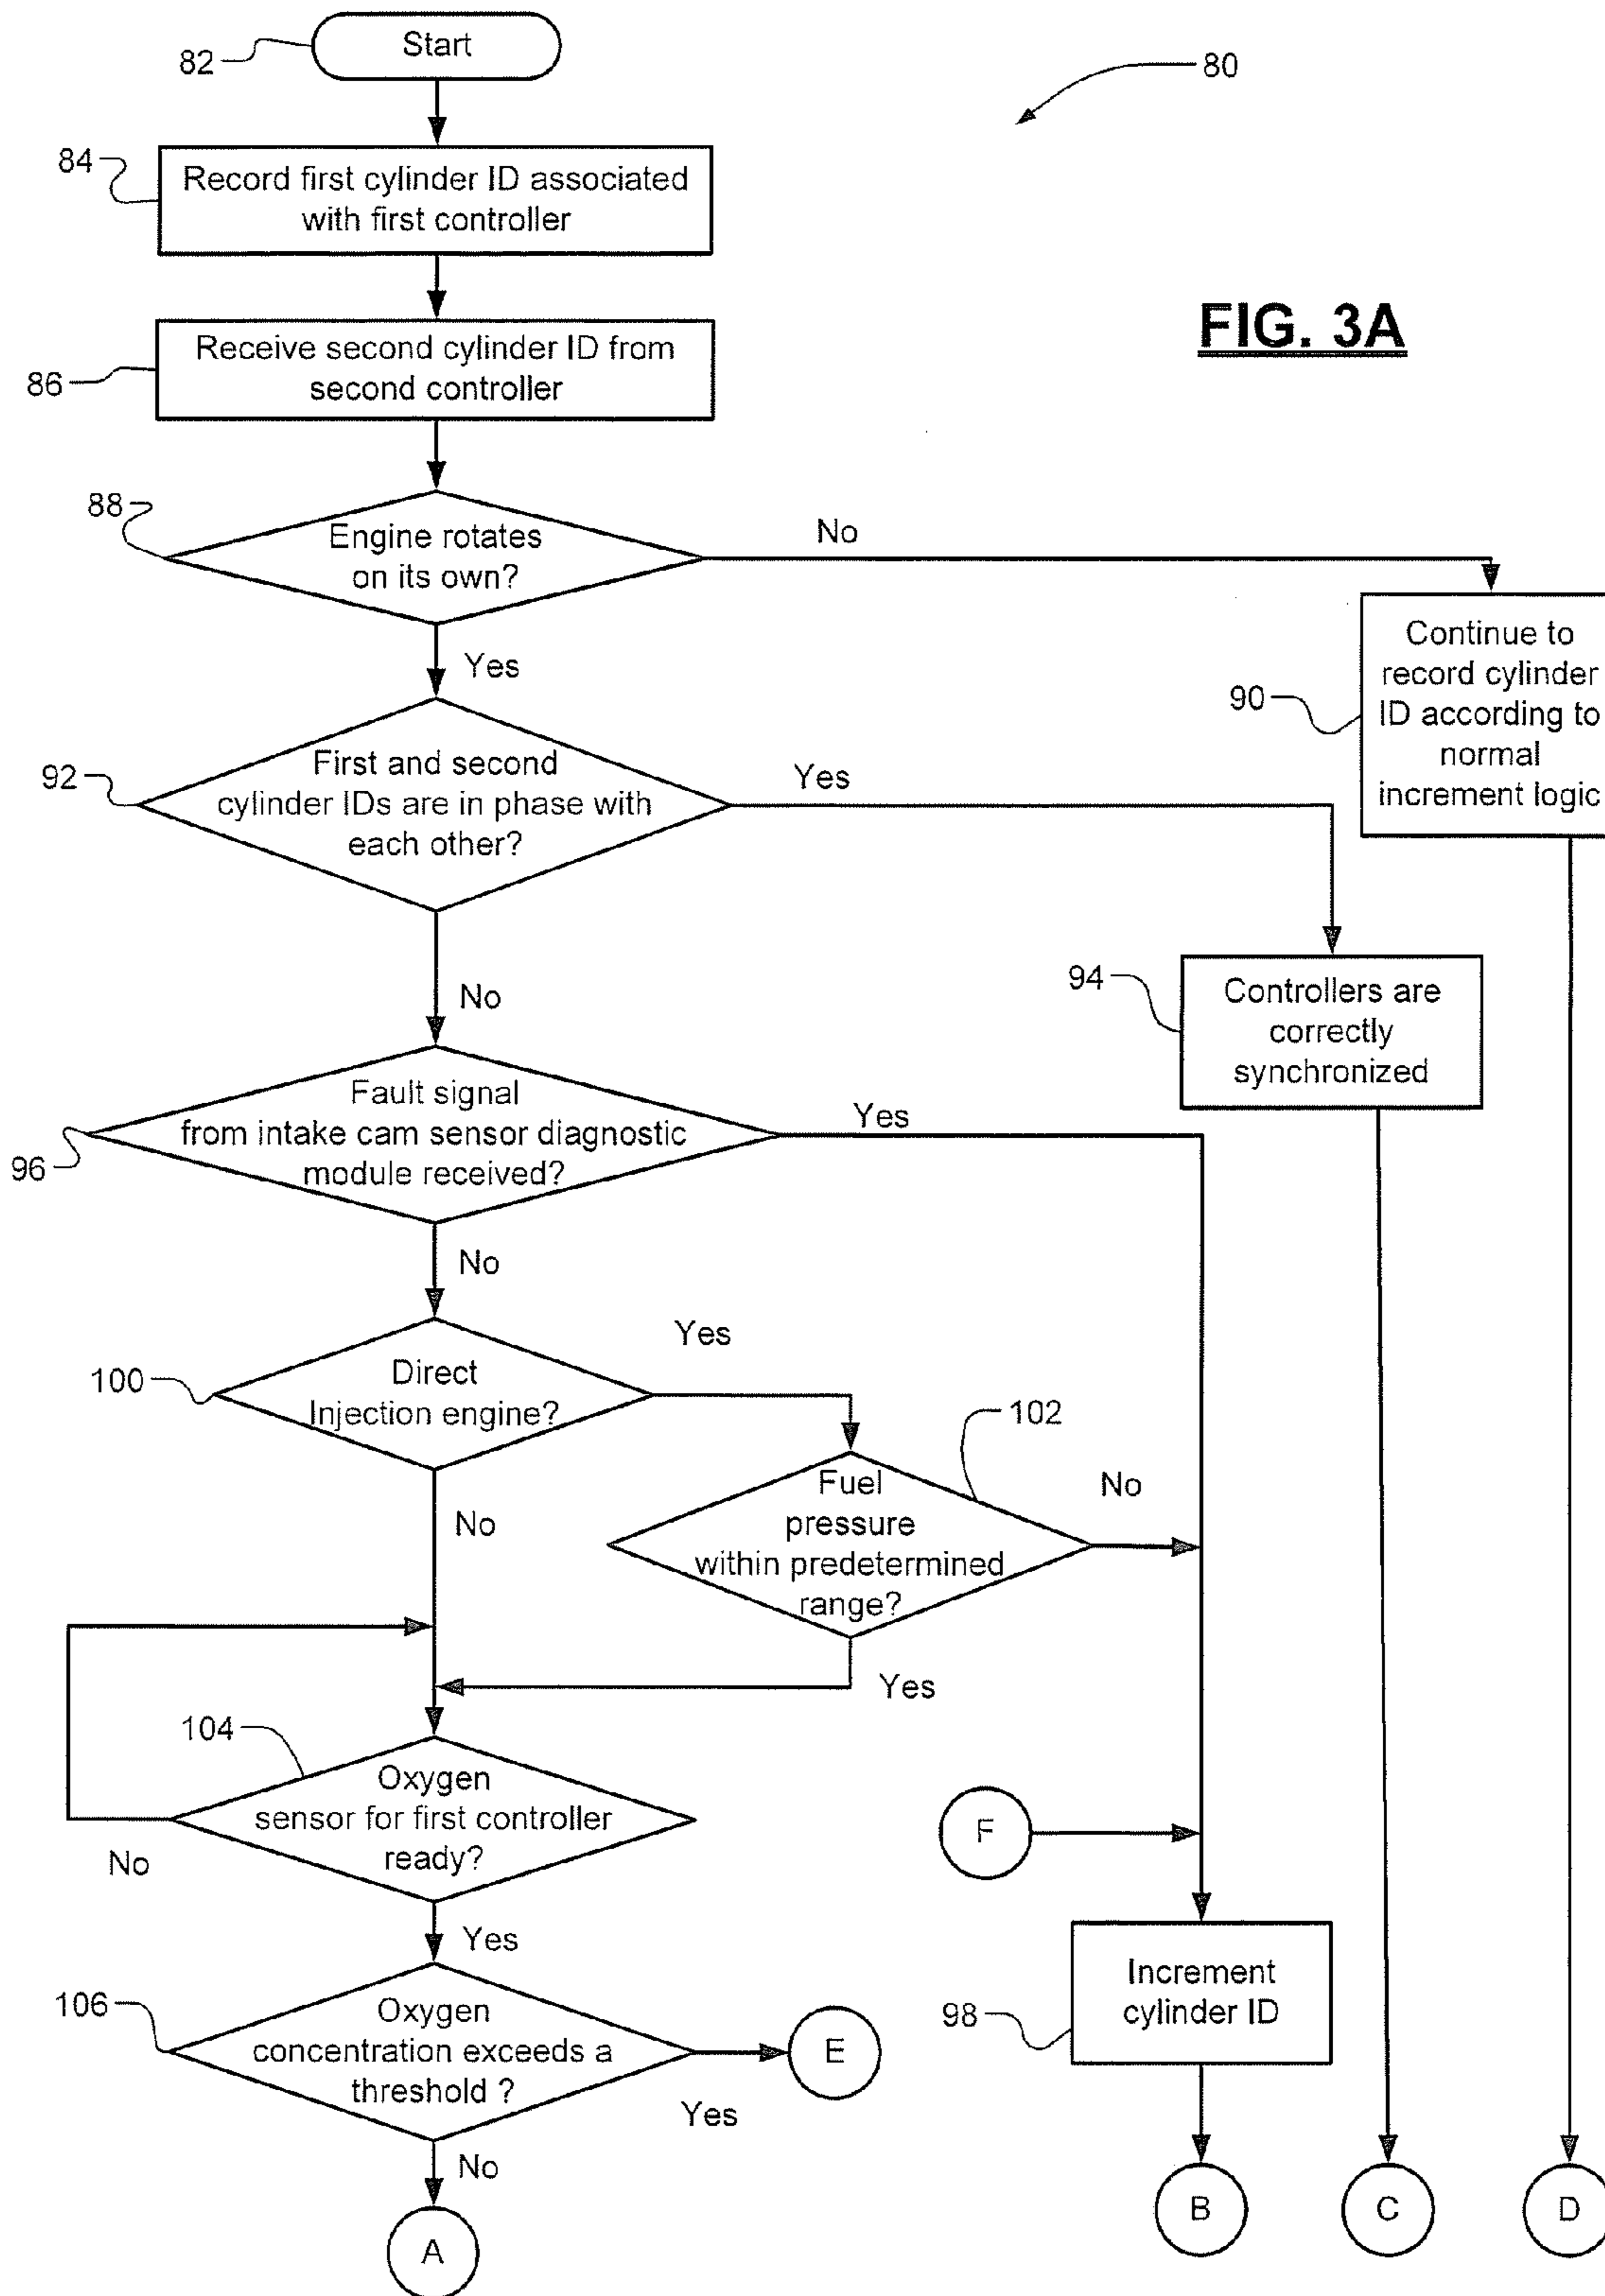 Start
82
80
84
Record first cylinder ID associated
with first controller
FIG. 3A
86
Receive second cylinder ID from
second controller
88
Engine rotates
on its own?
No
Yes
90
Continue to
record cylinder
ID according to
normal
increment logic
92
First and second
cylinder IDs are in phase with
each other?
Yes
No
94
Controllers are
correctly
synchronized
96
Fault signal
from intake cam sensor diagnostic
module received?
Yes
No
100
Direct
Injection engine?
Yes
No
102
Fuel
pressure
within predetermined
range?
No
Yes
104
Oxygen
sensor for first controller
ready?
No
Yes
F
98
Increment
cylinder ID
106
Oxygen
concentration exceeds a
threshold ?
E
Yes
No
A
B
C
D